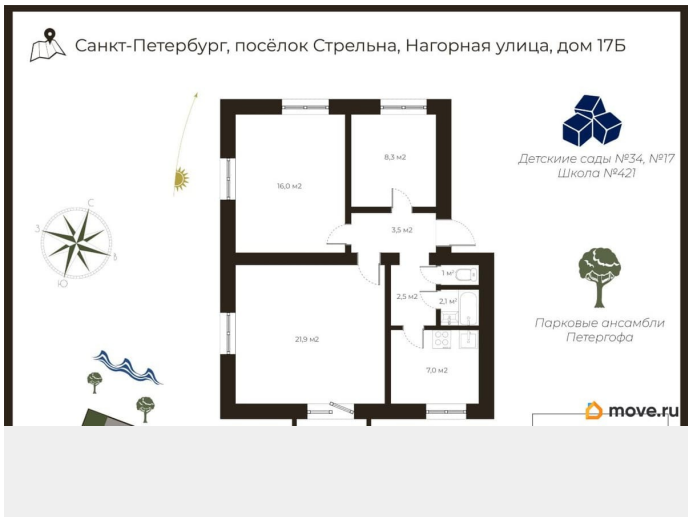 Санкт-Петербург, посёлок Стрельна, Нагорная улица, дом 17Б
8,3 м2
Детскиие сады №34, №17
Школа №421
16,0 м2
С
З
В
Ю
3,5 м2
1 м²
2,5 м2
2,1 м²
Парковые ансамбли
Петергофа
21,9 м2
7,0 м2
move.ru